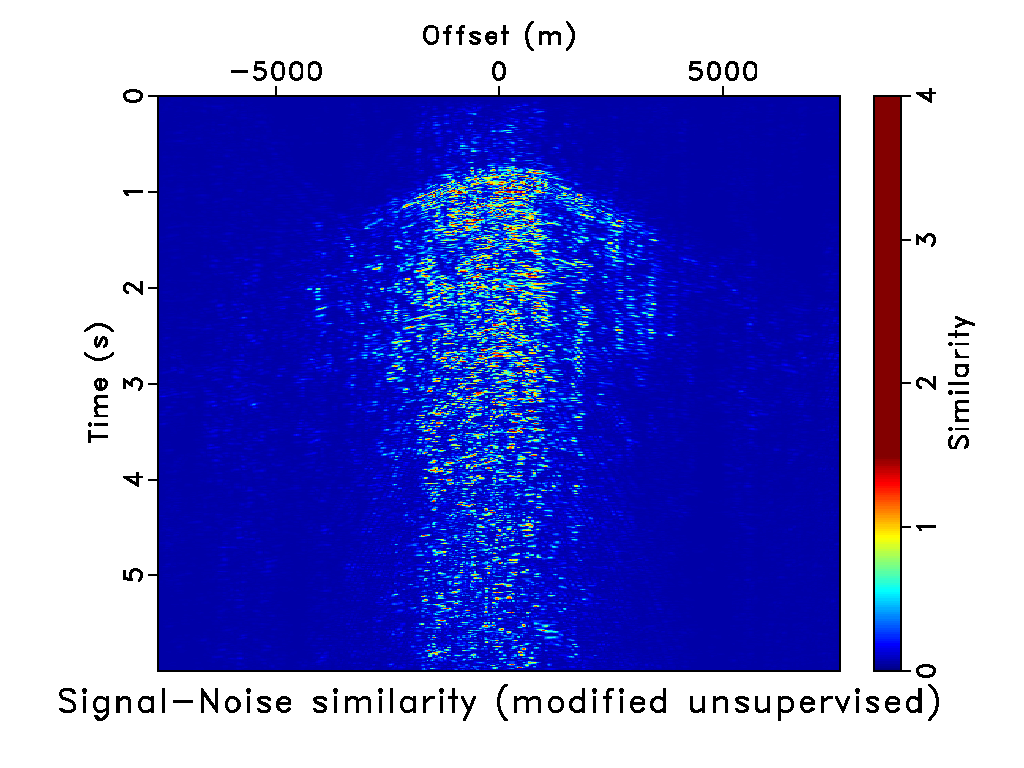 Offset (m)
−5000 0 5000
0
1
2
3
4
5
Time (s)
4
3
2
1
0
Similarity
Signal−Noise similarity (modified unsupervised)